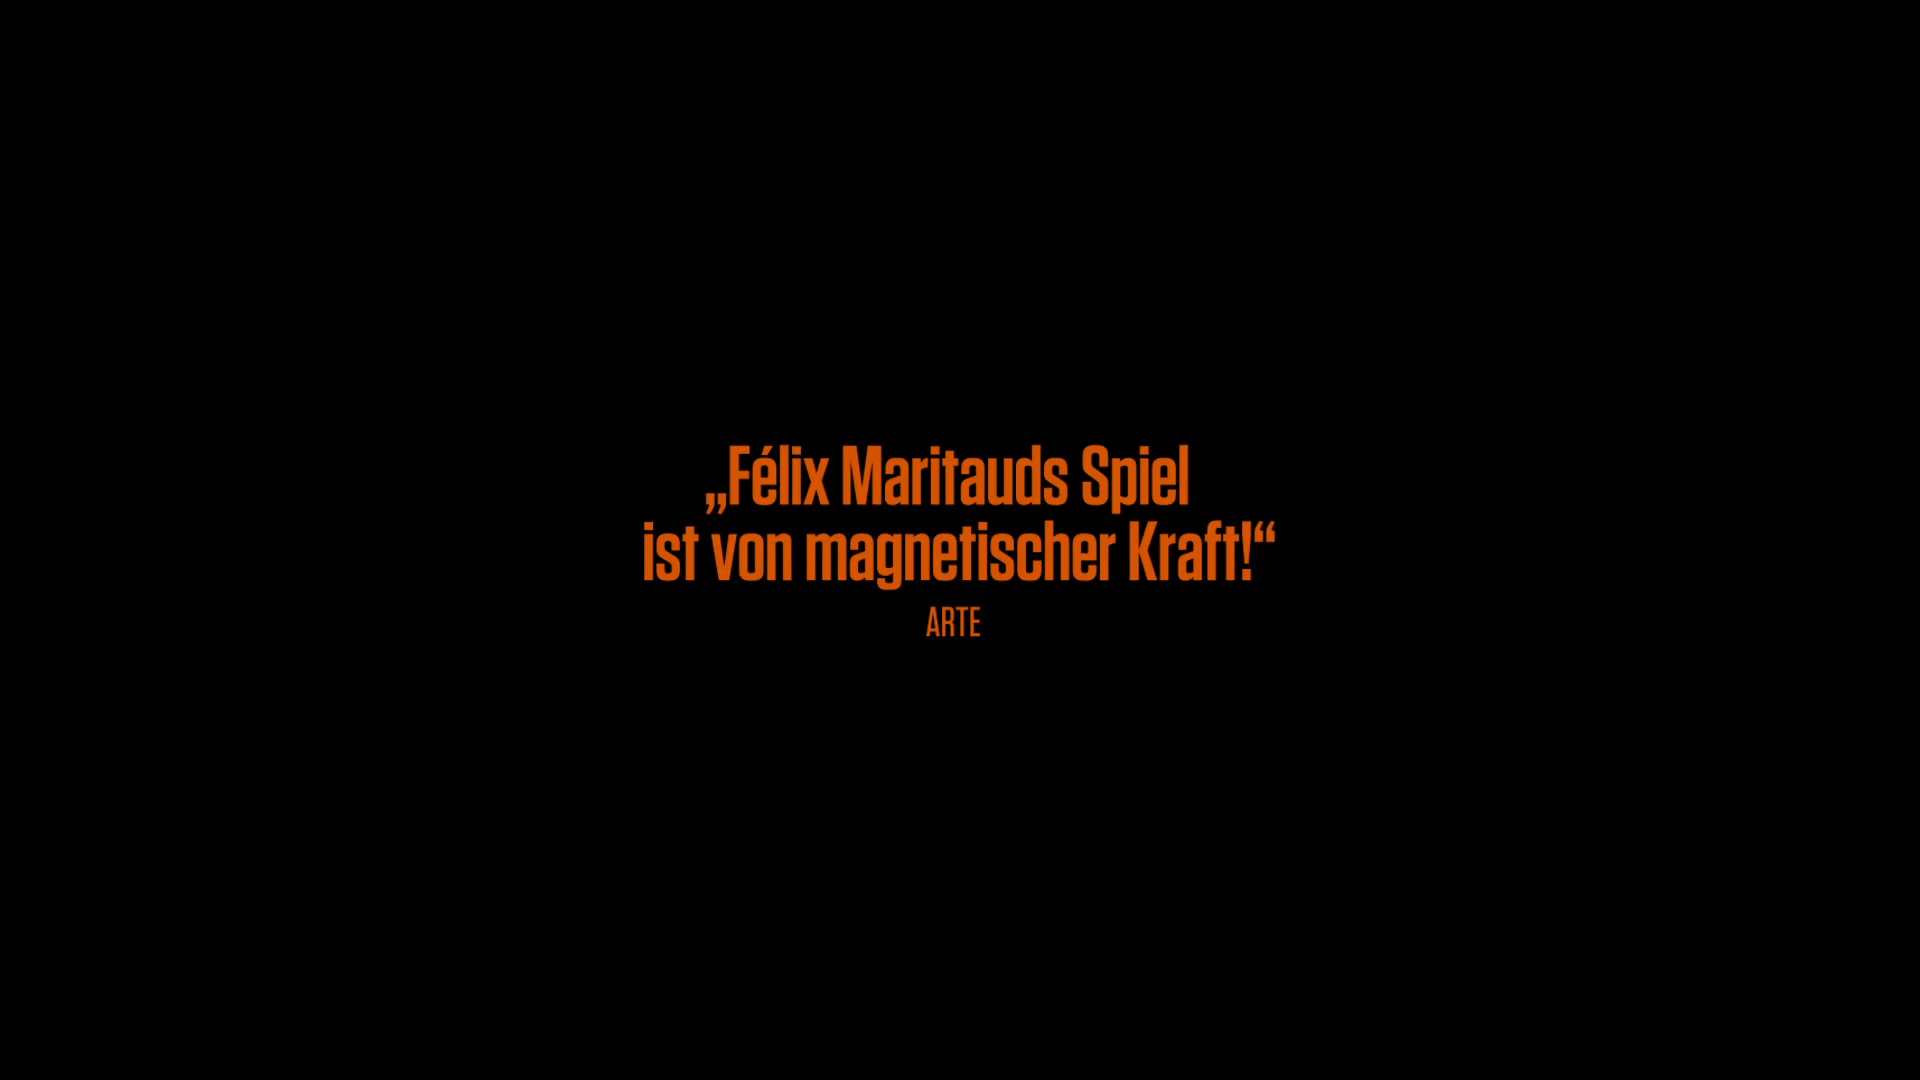 „Félix Maritauds Spiel
ist von magnetischer Kraft!“
ARTE